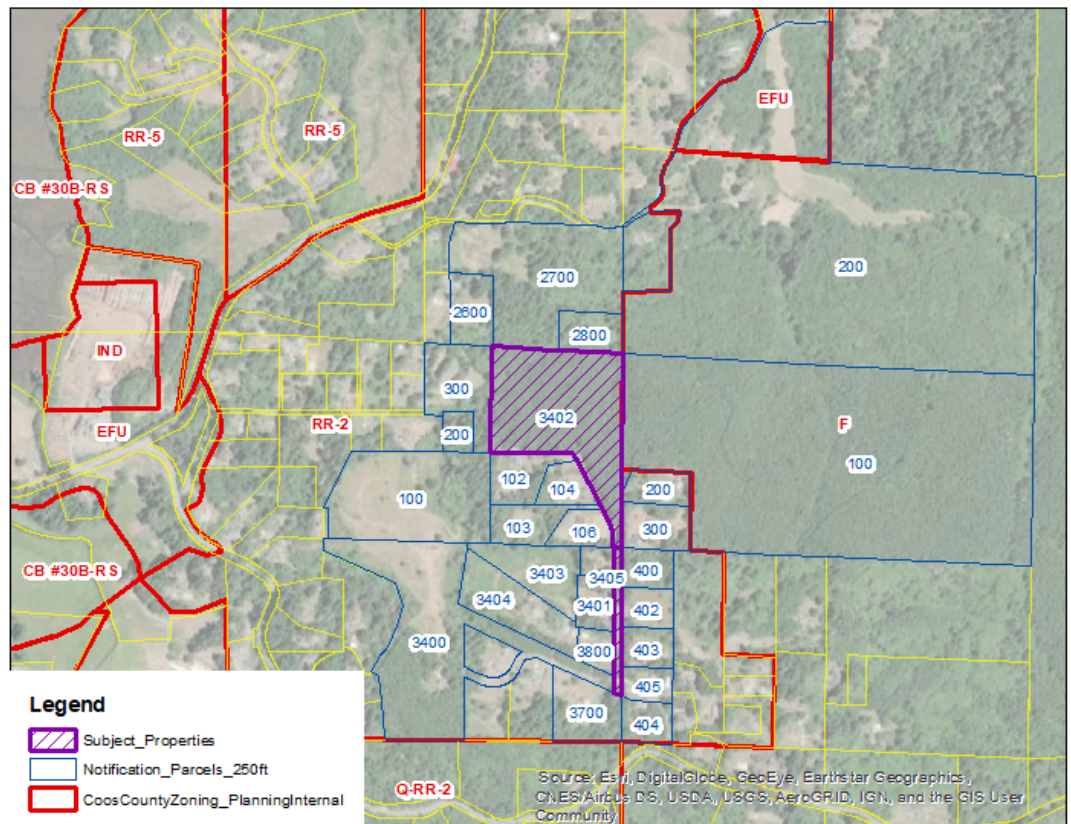 EFU
RR-5
RR-5
CB #30B-RS
2700
200
2600
2800
IND
300
3402
RR-2
F
EFU
200
100
102
104
200
100
103
106
300
3403
3405
400
CB #30B-RS
3404
3401
402
3400
3800
403
405
3700
404
Legend
Subject_Properties
Notification_Parcels_250ft
CoosCountyZoning_PlanningInternal
Q-RR-2
Source: Esri, DigitalGlobe, GeoEye, Earthstar Geographics,
CNES/Airbus DS, USDA, USGS, AeroGRID, IGN, and the GIS User
Community